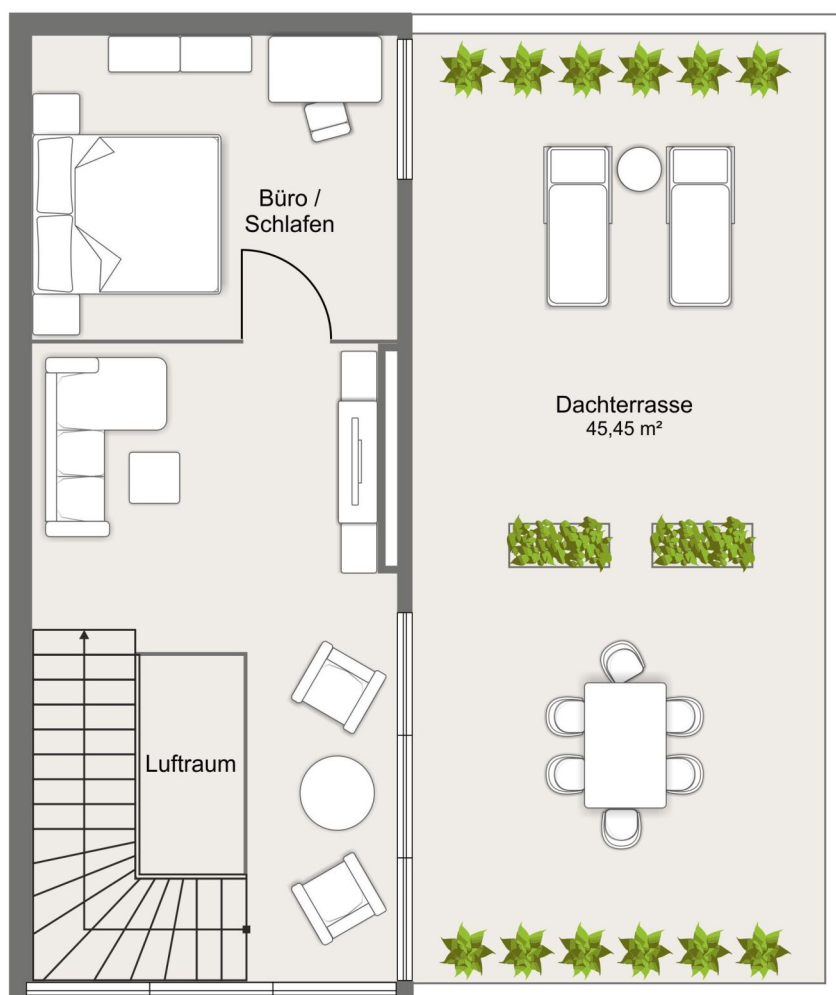 Büro /
Schlafen
Dachterrasse
45,45 m²
Luftraum